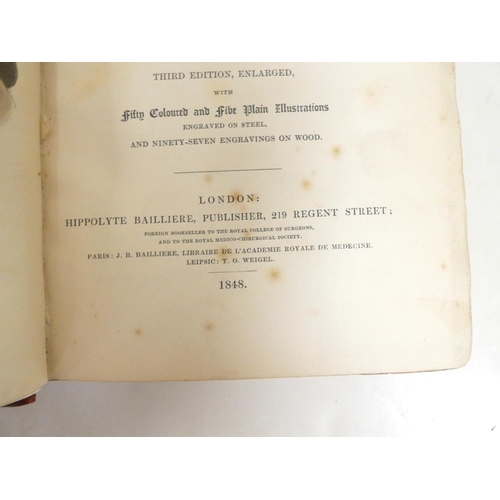 THIRD EDITION, ENLARGED,
WITH
Fifty Coloured and Five Plain Illustrations
ENGRAVED ON STEEL,
AND NINETY-SEVEN ENGRAVINGS ON WOOD.
LONDON:
HIPPOLYTE BAILLIERE, PUBLISHER, 219 REGENT STREET;
FOREIGN BOOKSELLER TO THE ROYAL COLLEGE OF SURGEONS,
AND TO THE ROYAL MEDICO-CHIRURGICAL SOCIETY.
PARIS: J. B. BAILLIERE, LIBRAIRE DE L'ACADEMIE ROYALE DE MEDECINE.
LEIPSIC: T. O. WEIGEL.
1848.